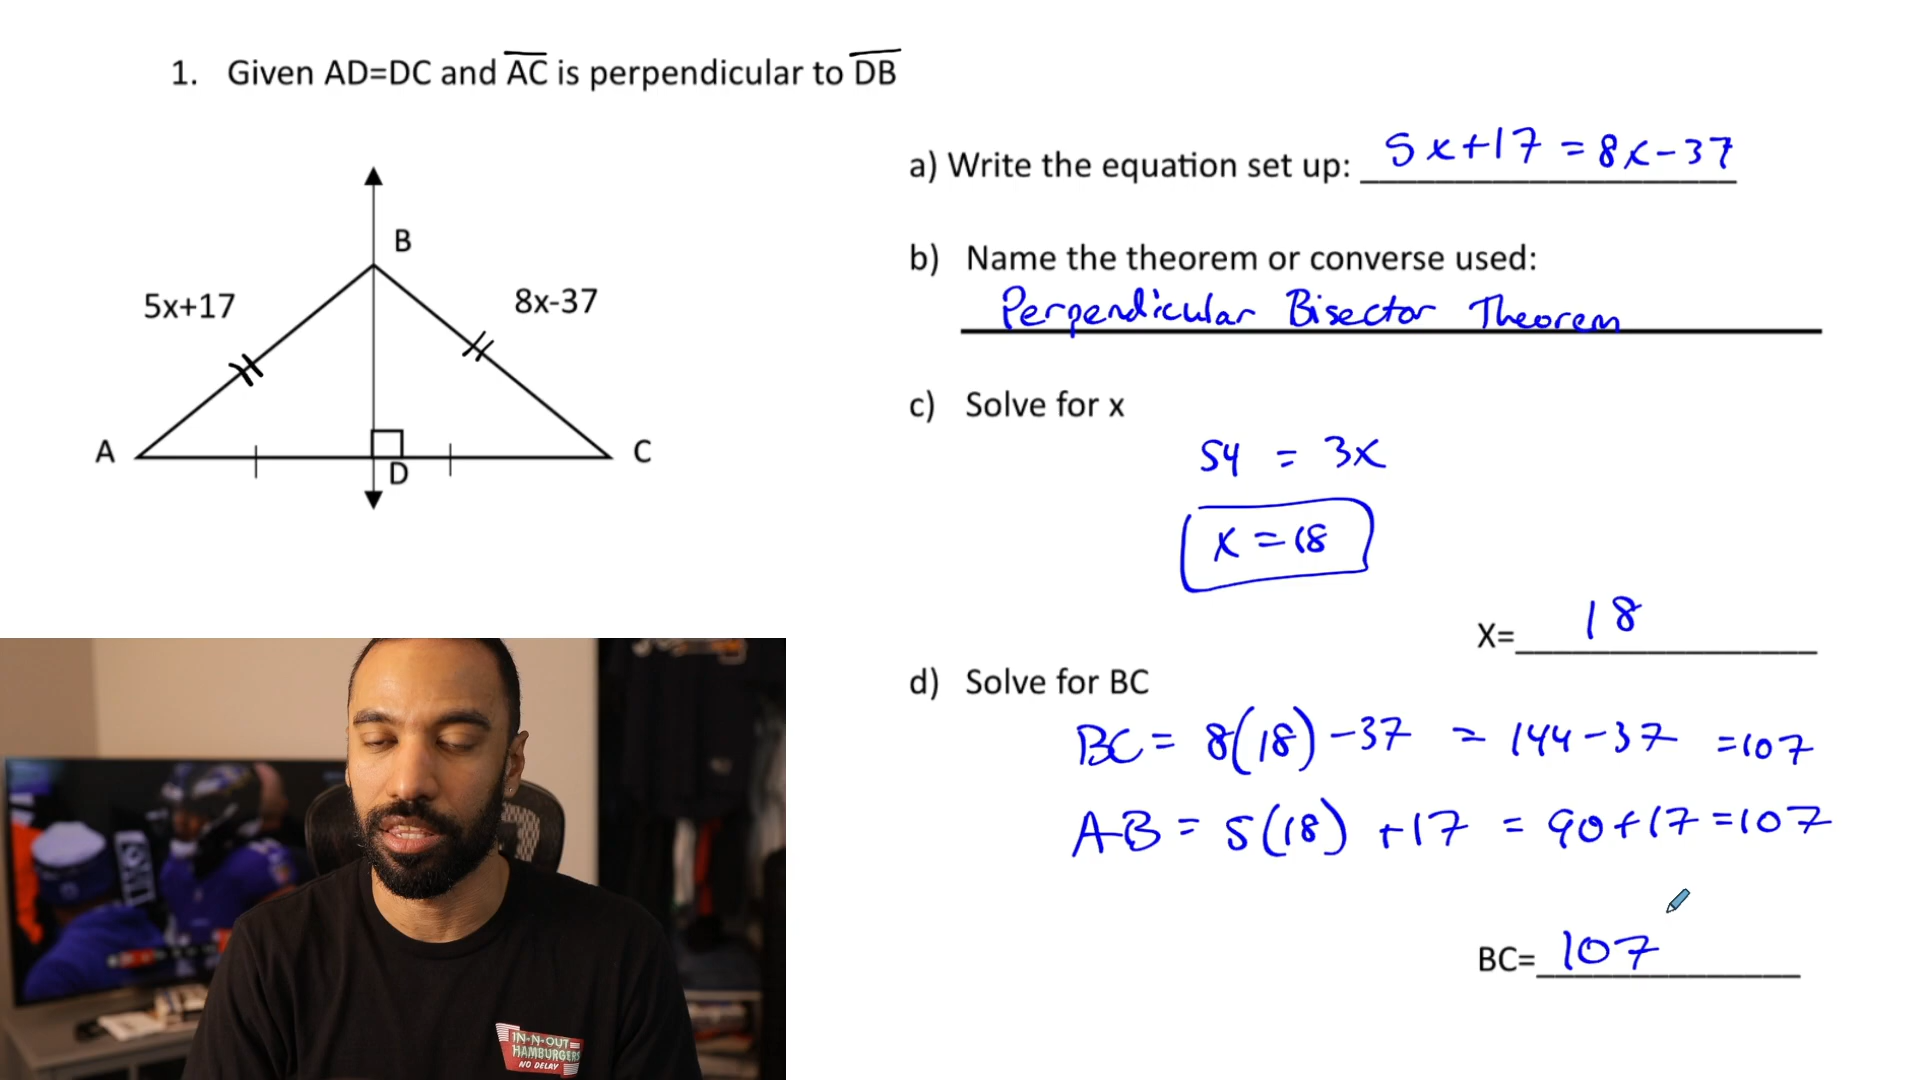 1. Given AD=DC and AC is perpendicular to DB
B
5x+17
8x-37
A
C
D
a) Write the equation set up: 5x+17 = 8x-37
b) Name the theorem or converse used:
Perpendicular Bisector Theorem
c) Solve for x
54 = 3x
x = 18
X= 18
d) Solve for BC
BC = 8(18) -37 = 144-37 = 107
AB = 5(18) +17 = 90+17 = 107
BC= 107
IN-N-OUT
HAMBURGERS
NO DELAY